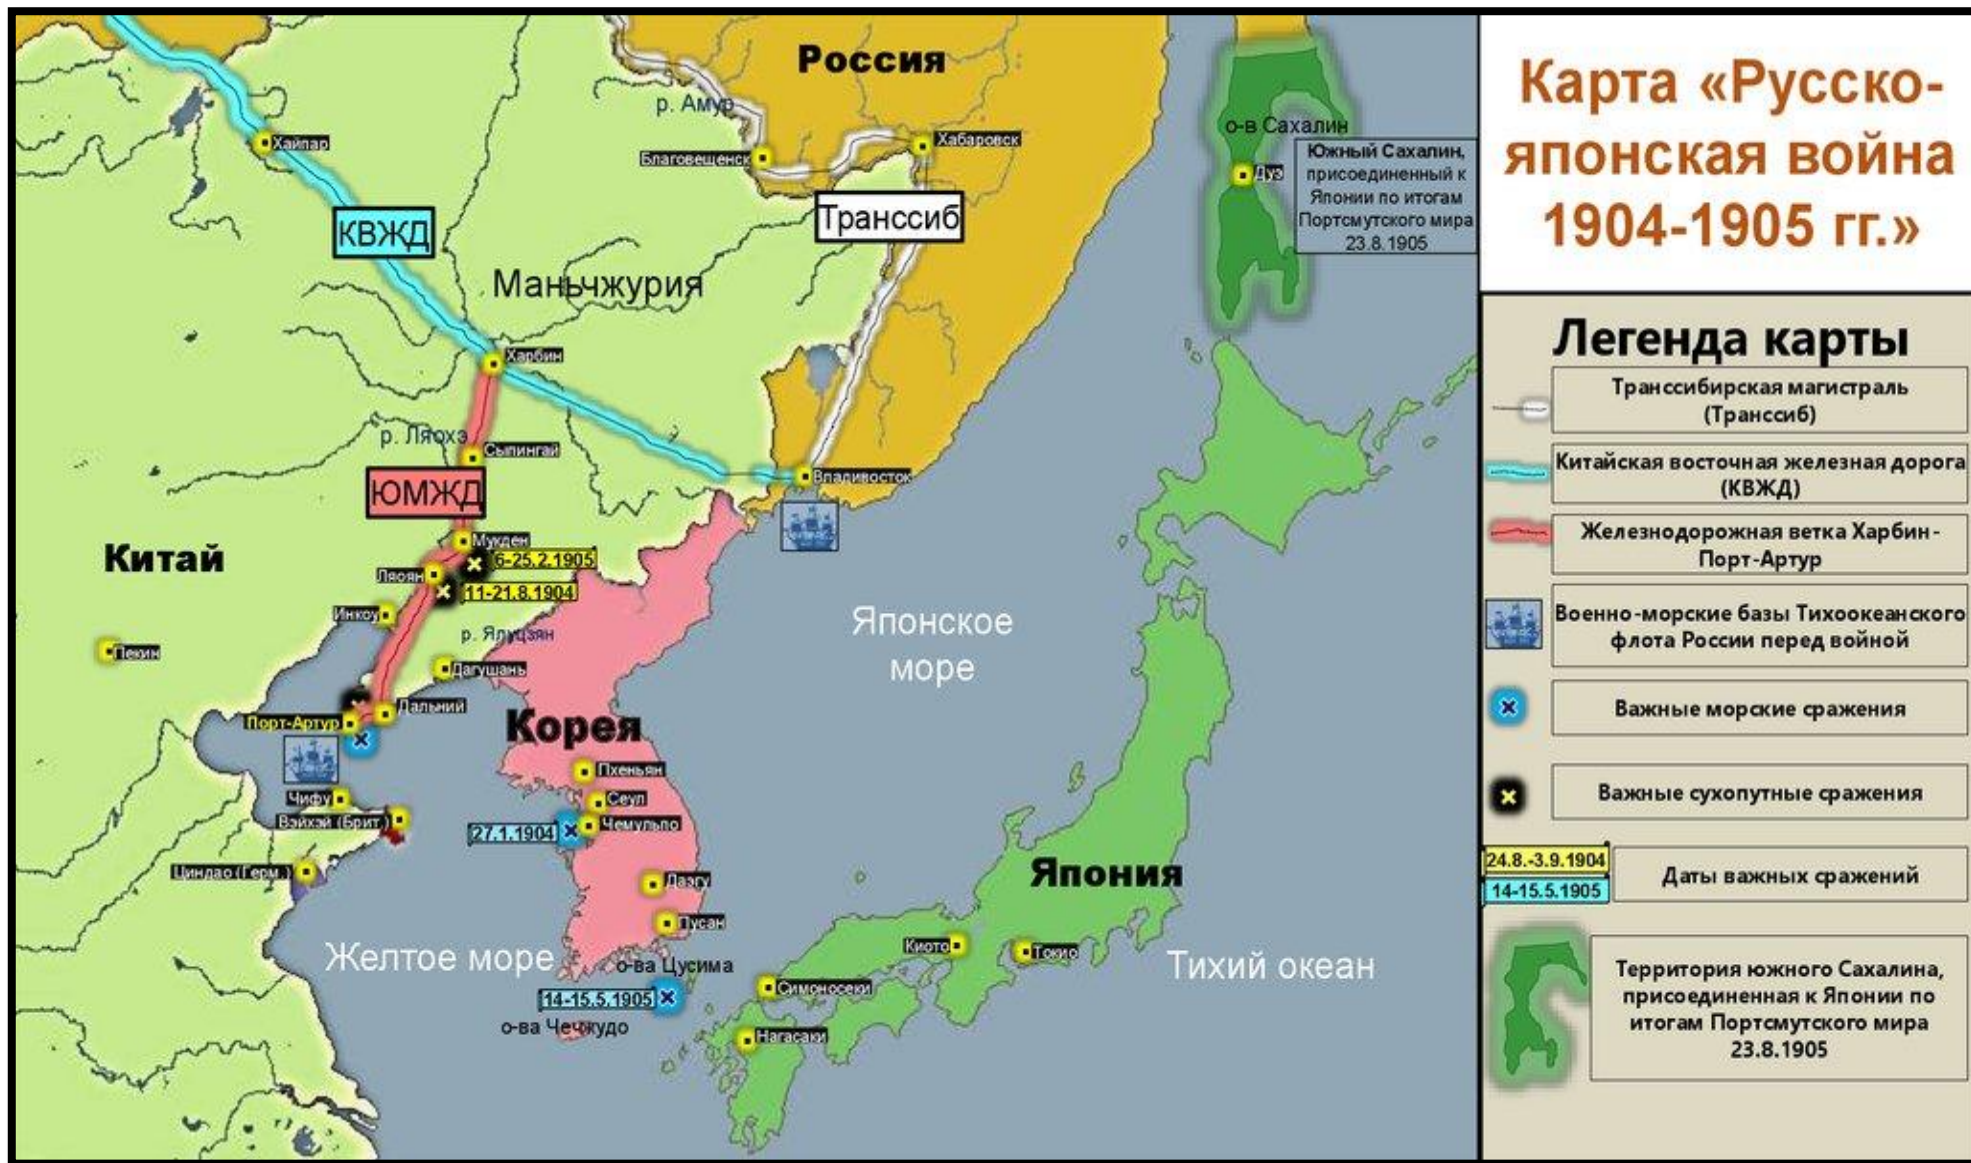 Россия
р. Амур
Хайлар
Благовещенск
Хабаровск
о-в Сахалин
Южный Сахалин,
присоединенный к
Японии по итогам
Портсмутского мира
23.8.1905
Дуэ
КВЖД
Транссиб
Маньчжурия
Харбин
р. Ляохэ
Сыпингай
ЮМЖД
Владивосток
Китай
Мукден
6-25.2.1905
Ляоян
11-21.8.1904
Инкоу
р. Ялуцзян
Пекин
Дагушань
Японское
море
Порт-Артур
Дальний
Корея
Пхеньян
Чифу
Сеул
Вэйхэй (Брит.)
27.1.1904
Чемульпо
Циндао (Герм.)
Даэгу
Япония
Пусан
Желтое море
о-ва Цусима
Киото
Токио
Тихий океан
14-15.5.1905
Симоносеки
о-ва Чечжудо
Нагасаки
Карта «Русско-
японская война
1904-1905 гг.»
Легенда карты
Транссибирская магистраль
(Транссиб)
Китайская восточная железная дорога
(КВЖД)
Железнодорожная ветка Харбин-
Порт-Артур
Военно-морские базы Тихоокеанского
флота России перед войной
Важные морские сражения
Важные сухопутные сражения
24.8.-3.9.1904
14-15.5.1905
Даты важных сражений
Территория южного Сахалина,
присоединенная к Японии по
итогам Портсмутского мира
23.8.1905